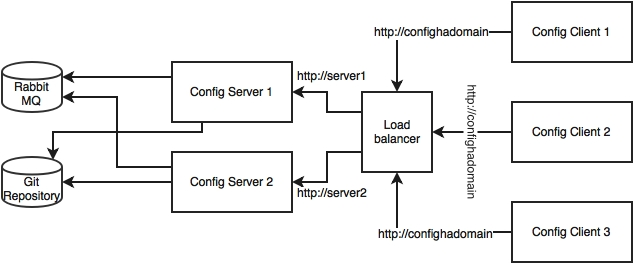 http://confighadomain
Config Client 1
Rabbit
MQ
Config Server 1
http://server1
Load
balancer
http://confighadomain
Config Client 2
Git
Repository
Config Server 2
http://server2
http://confighadomain
Config Client 3